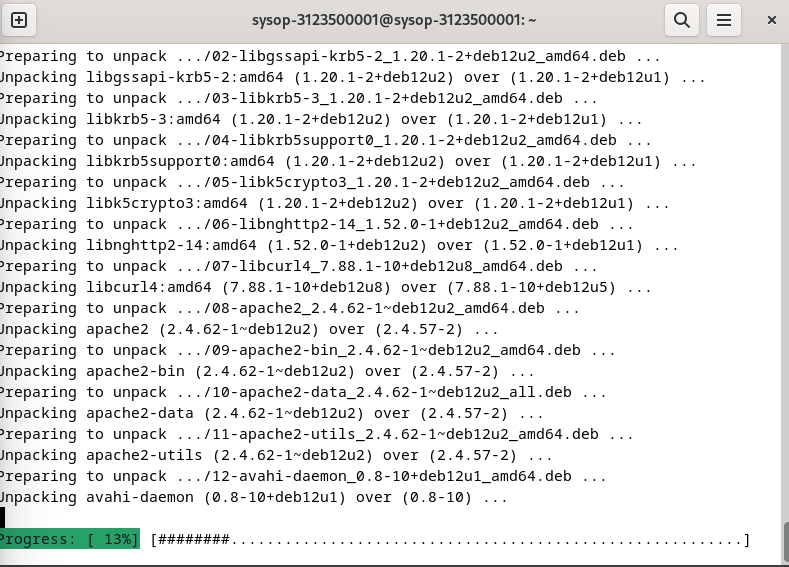 sysop-3123500001@sysop-3123500001: ~
Preparing to unpack .../02-libgssapi-krb5-2_1.20.1-2+deb12u2_amd64.deb ...
Unpacking libgssapi-krb5-2:amd64 (1.20.1-2+deb12u2) over (1.20.1-2+deb12u1) ...
Preparing to unpack .../03-libkrb5-3_1.20.1-2+deb12u2_amd64.deb ...
Unpacking libkrb5-3:amd64 (1.20.1-2+deb12u2) over (1.20.1-2+deb12u1) ...
Preparing to unpack .../04-libkrb5support0_1.20.1-2+deb12u2_amd64.deb ...
Unpacking libkrb5support0:amd64 (1.20.1-2+deb12u2) over (1.20.1-2+deb12u1) ...
Preparing to unpack .../05-libk5crypto3_1.20.1-2+deb12u2_amd64.deb ...
Unpacking libk5crypto3:amd64 (1.20.1-2+deb12u2) over (1.20.1-2+deb12u1) ...
Preparing to unpack .../06-libnghttp2-14_1.52.0-1+deb12u2_amd64.deb ...
Unpacking libnghttp2-14:amd64 (1.52.0-1+deb12u2) over (1.52.0-1+deb12u1) ...
Preparing to unpack .../07-libcurl4_7.88.1-10+deb12u8_amd64.deb ...
Unpacking libcurl4:amd64 (7.88.1-10+deb12u8) over (7.88.1-10+deb12u5) ...
Preparing to unpack .../08-apache2_2.4.62-1~deb12u2_amd64.deb ...
Unpacking apache2 (2.4.62-1~deb12u2) over (2.4.57-2) ...
Preparing to unpack .../09-apache2-bin_2.4.62-1~deb12u2_amd64.deb ...
Unpacking apache2-bin (2.4.62-1~deb12u2) over (2.4.57-2) ...
Preparing to unpack .../10-apache2-data_2.4.62-1~deb12u2_all.deb ...
Unpacking apache2-data (2.4.62-1~deb12u2) over (2.4.57-2) ...
Preparing to unpack .../11-apache2-utils_2.4.62-1~deb12u2_amd64.deb ...
Unpacking apache2-utils (2.4.62-1~deb12u2) over (2.4.57-2) ...
Preparing to unpack .../12-avahi-daemon_0.8-10+deb12u1_amd64.deb ...
Unpacking avahi-daemon (0.8-10+deb12u1) over (0.8-10) ...
Progress: [ 13%] [########.........................................................]